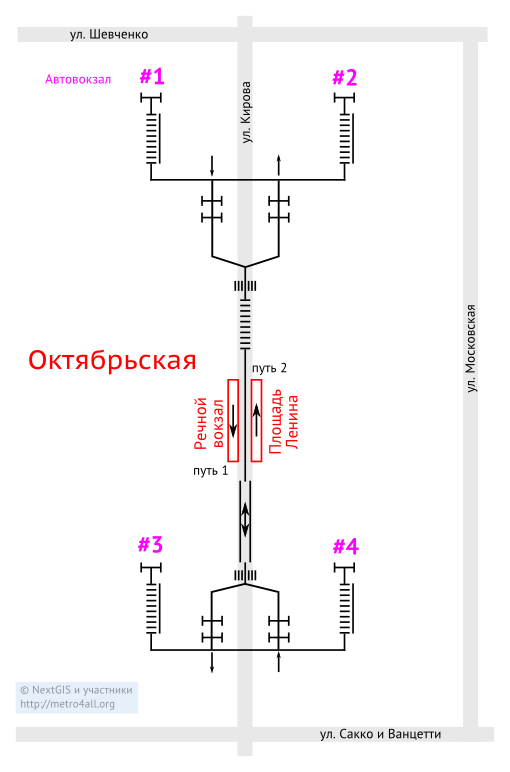 ул. Шевченко
Автовокзал
#1
#2
ул. Кирова
Октябрьская
путь 2
Речной
вокзал
Площадь
Ленина
ул. Московская
путь 1
#3
#4
© NextGIS и участники
http://metro4all.org
ул. Сакко и Ванцетти